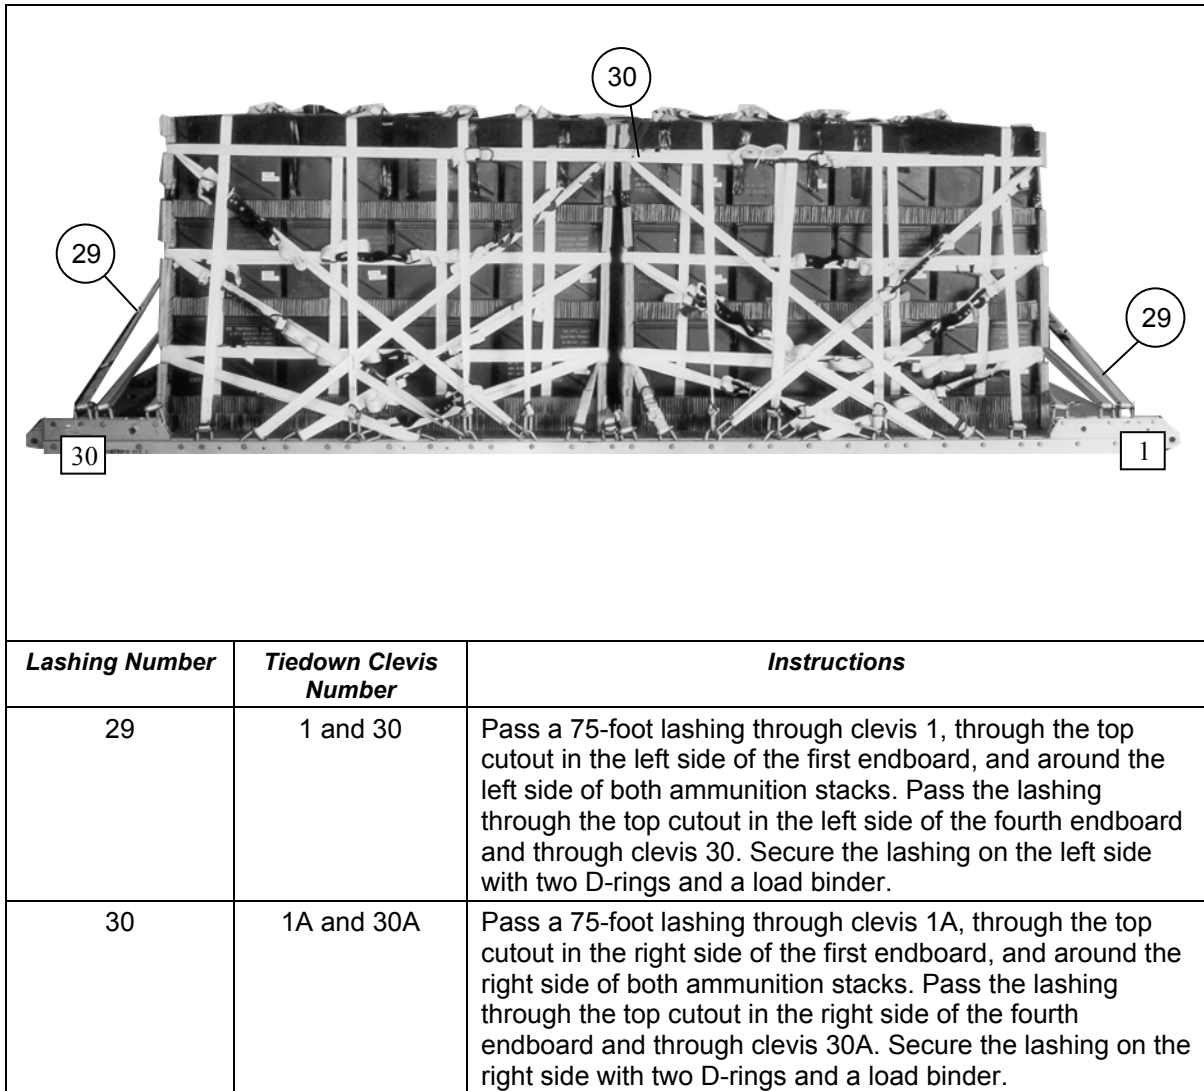 30
29
29
30
1
Lashing Number
Tiedown Clevis
Number
Instructions
29
1 and 30
Pass a 75-foot lashing through clevis 1, through the top
cutout in the left side of the first endboard, and around the
left side of both ammunition stacks. Pass the lashing
through the top cutout in the left side of the fourth endboard
and through clevis 30. Secure the lashing on the left side
with two D-rings and a load binder.
30
1A and 30A
Pass a 75-foot lashing through clevis 1A, through the top
cutout in the right side of the first endboard, and around the
right side of both ammunition stacks. Pass the lashing
through the top cutout in the right side of the fourth
endboard and through clevis 30A. Secure the lashing on the
right side with two D-rings and a load binder.